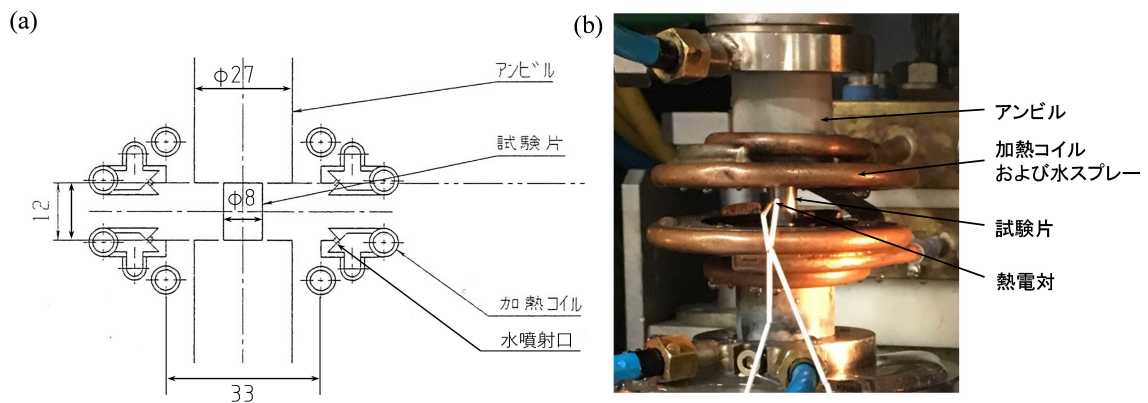 (a)
φ27
アンビル
試験片
φ8
12
加熱コイル
水噴射口
33
(b)
アンビル
加熱コイル
および水スプレー
試験片
熱電対